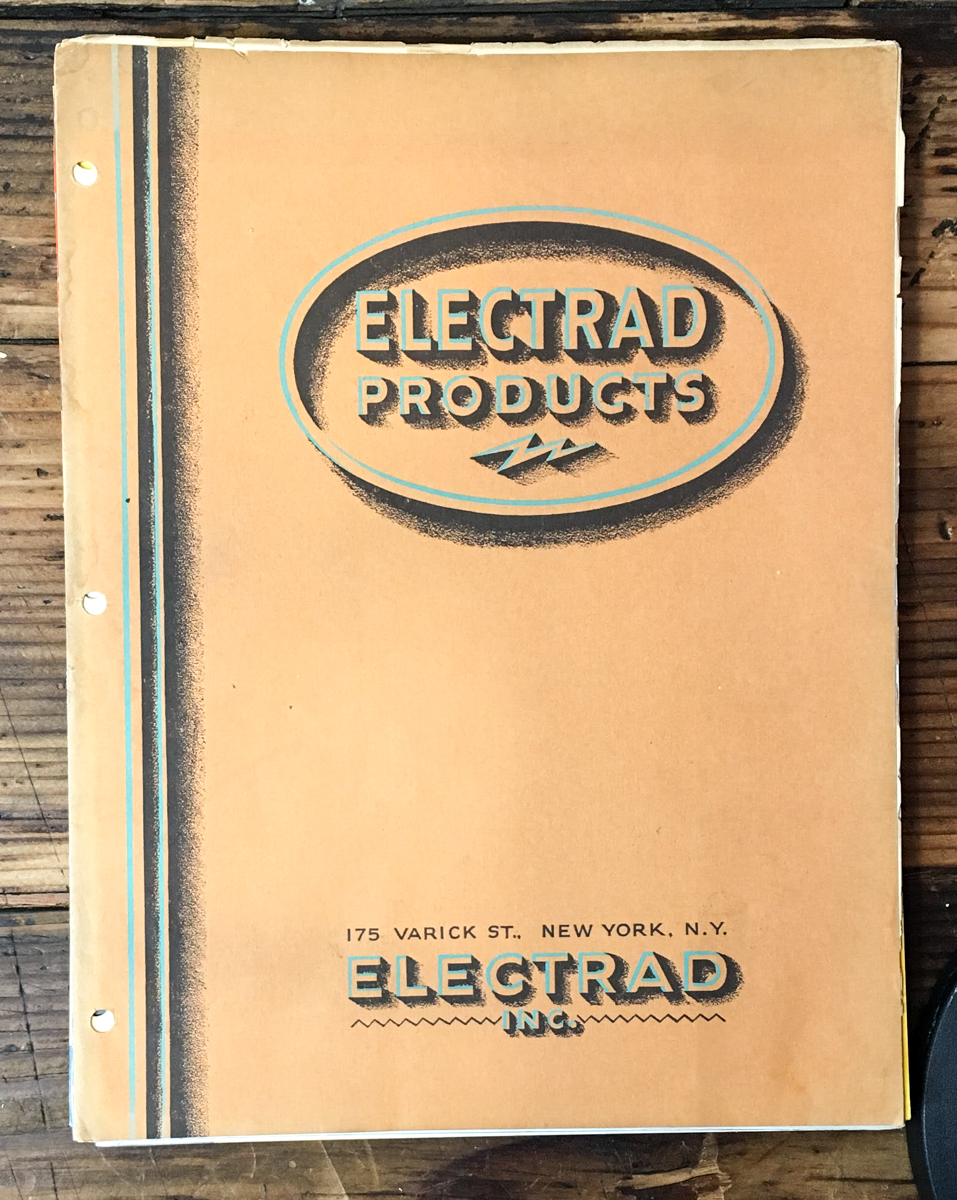 ELECTRAD
PRODUCTS
175 VARICK ST., NEW YORK, N.Y.
ELECTRAD
INC.